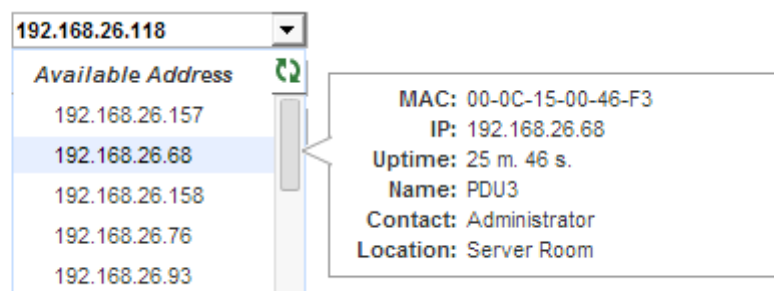 192.168.26.118
Available Address
192.168.26.157
192.168.26.68
192.168.26.158
192.168.26.76
192.168.26.93
MAC: 00-0C-15-00-46-F3
IP: 192.168.26.68
Uptime: 25 m. 46 s.
Name: PDU3
Contact: Administrator
Location: Server Room